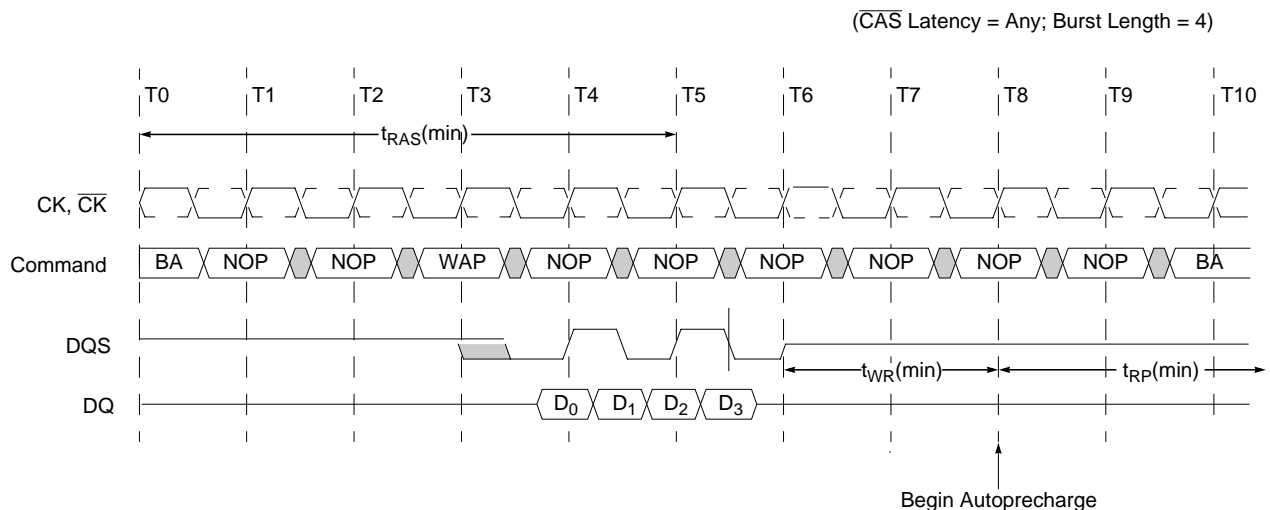 (CAS Latency = Any; Burst Length = 4)
T0 T1 T2 T3 T4 T5 T6 T7 T8 T9 T10
tRAS(min)
CK, CK
Command BA NOP NOP WAP NOP NOP NOP NOP NOP NOP BA
DQS
tWR(min) tRP(min)
DQ D0 D1 D2 D3
Begin Autoprecharge